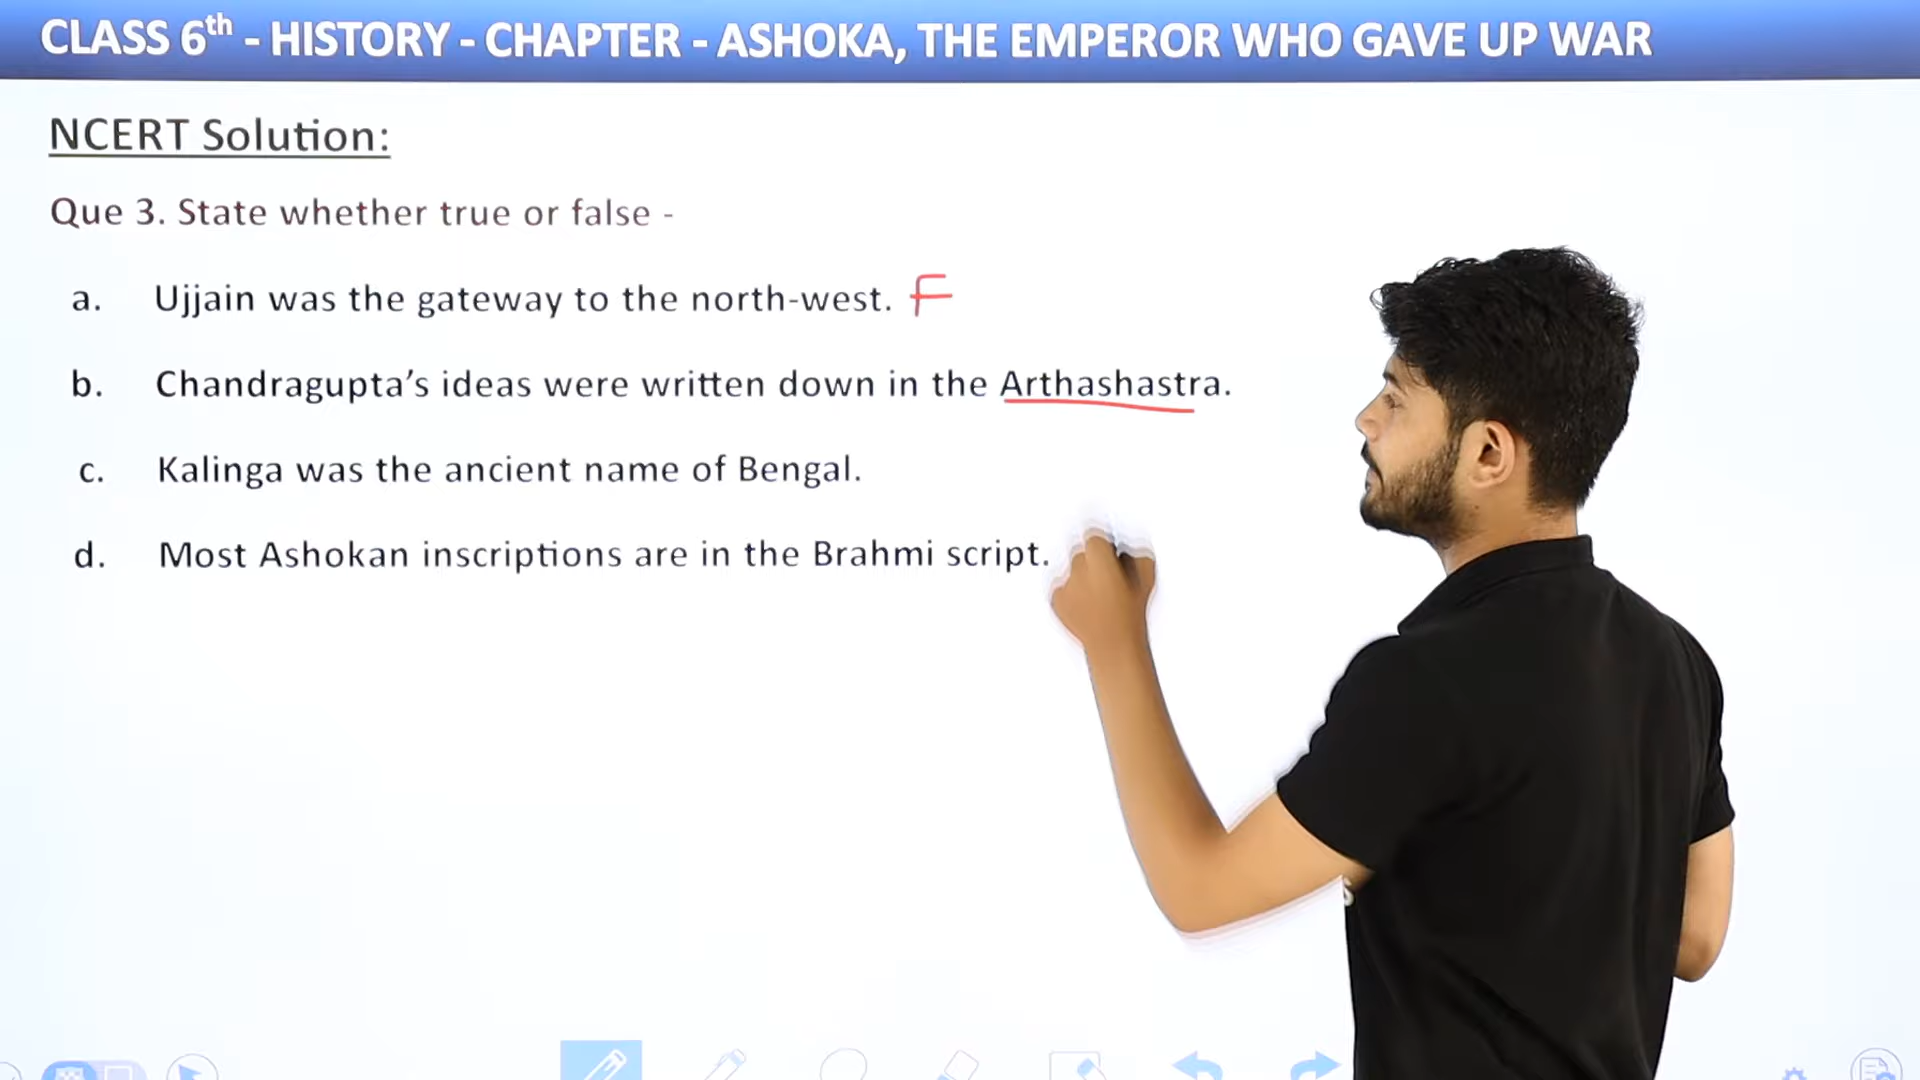 CLASS 6th - HISTORY - CHAPTER - ASHOKA, THE EMPEROR WHO GAVE UP WAR
NCERT Solution:
Que 3. State whether true or false -
a. Ujjain was the gateway to the north-west. F
b. Chandragupta’s ideas were written down in the Arthashastra.
c. Kalinga was the ancient name of Bengal.
d. Most Ashokan inscriptions are in the Brahmi script.